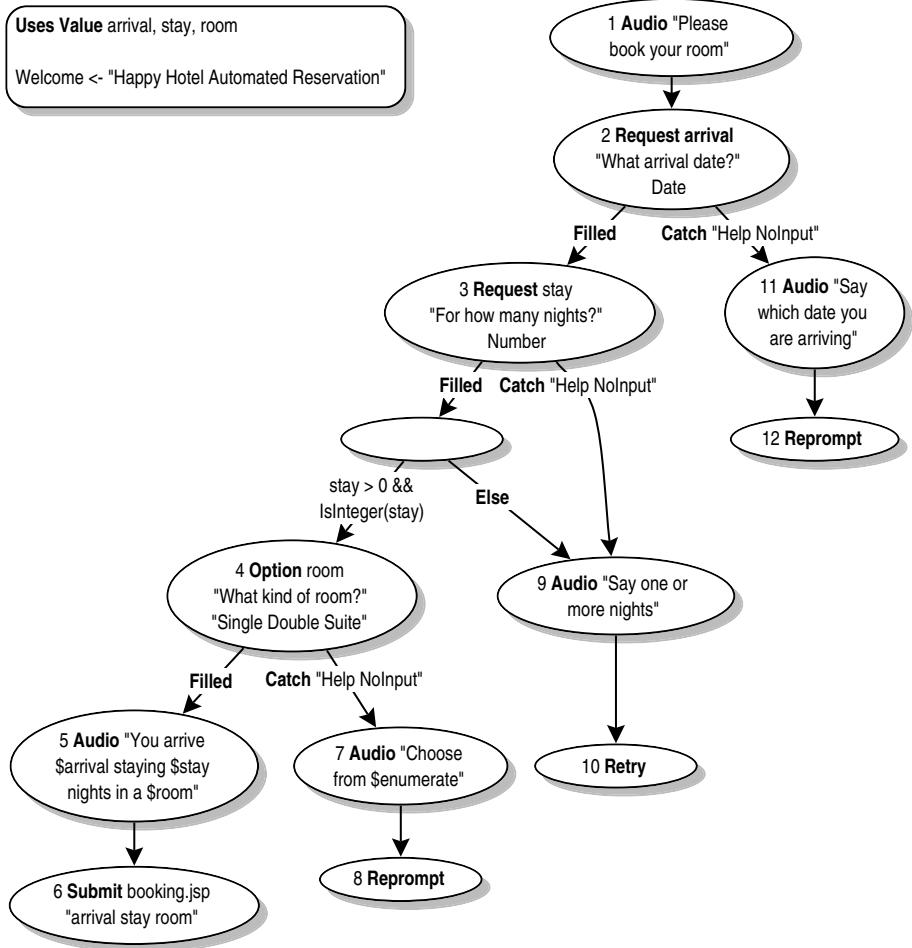 Uses Value arrival, stay, room
Welcome <- "Happy Hotel Automated Reservation"
1 Audio "Please
book your room"
2 Request arrival
"What arrival date?"
Date
Filled
Catch "Help NoInput"
3 Request stay
"For how many nights?"
Number
11 Audio "Say
which date you
are arriving"
Filled
Catch "Help NoInput"
12 Reprompt
stay > 0 &&
IsInteger(stay)
Else
4 Option room
"What kind of room?"
"Single Double Suite"
9 Audio "Say one or
more nights"
Filled
Catch "Help NoInput"
5 Audio "You arrive
$arrival staying $stay
nights in a $room"
7 Audio "Choose
from $enumerate"
10 Retry
6 Submit booking.jsp
"arrival stay room"
8 Reprompt